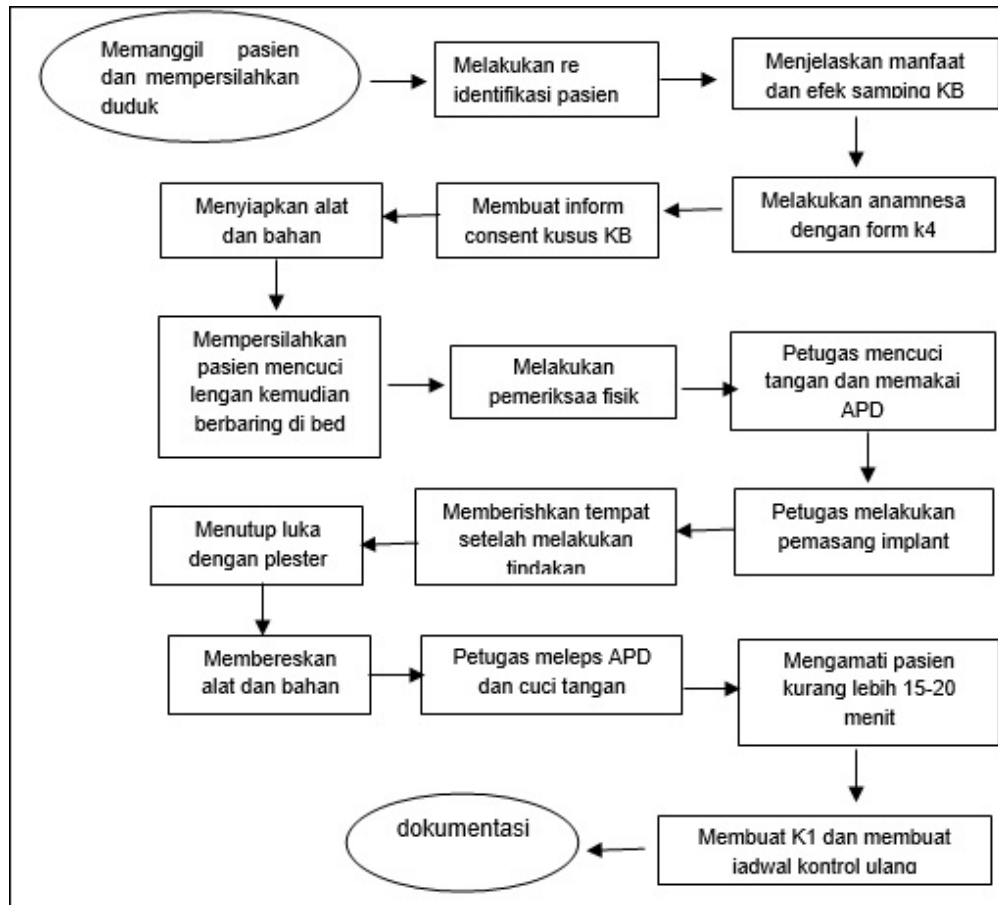 Memanggil pasien
dan mempersilahkan
duduk
Melakukan re
identifikasi pasien
Menjelaskan manfaat
dan efek samping KB
Melakukan anamnesa
dengan form k4
Membuat inform
consent kusus KB
Menyiapkan alat
dan bahan
Mempersilahkan
pasien mencuci
lengan kemudian
berbaring di bed
Melakukan
pemeriksaa fisik
Petugas mencuci
tangan dan memakai
APD
Petugas melakukan
pemasang implant
Memberishkan tempat
setelah melakukan
tindakan
Menutup luka
dengan plester
Membereskan
alat dan bahan
Petugas meleps APD
dan cuci tangan
Mengamati pasien
kurang lebih 15-20
menit
Membuat K1 dan membuat
jadwal kontrol ulang
dokumentasi